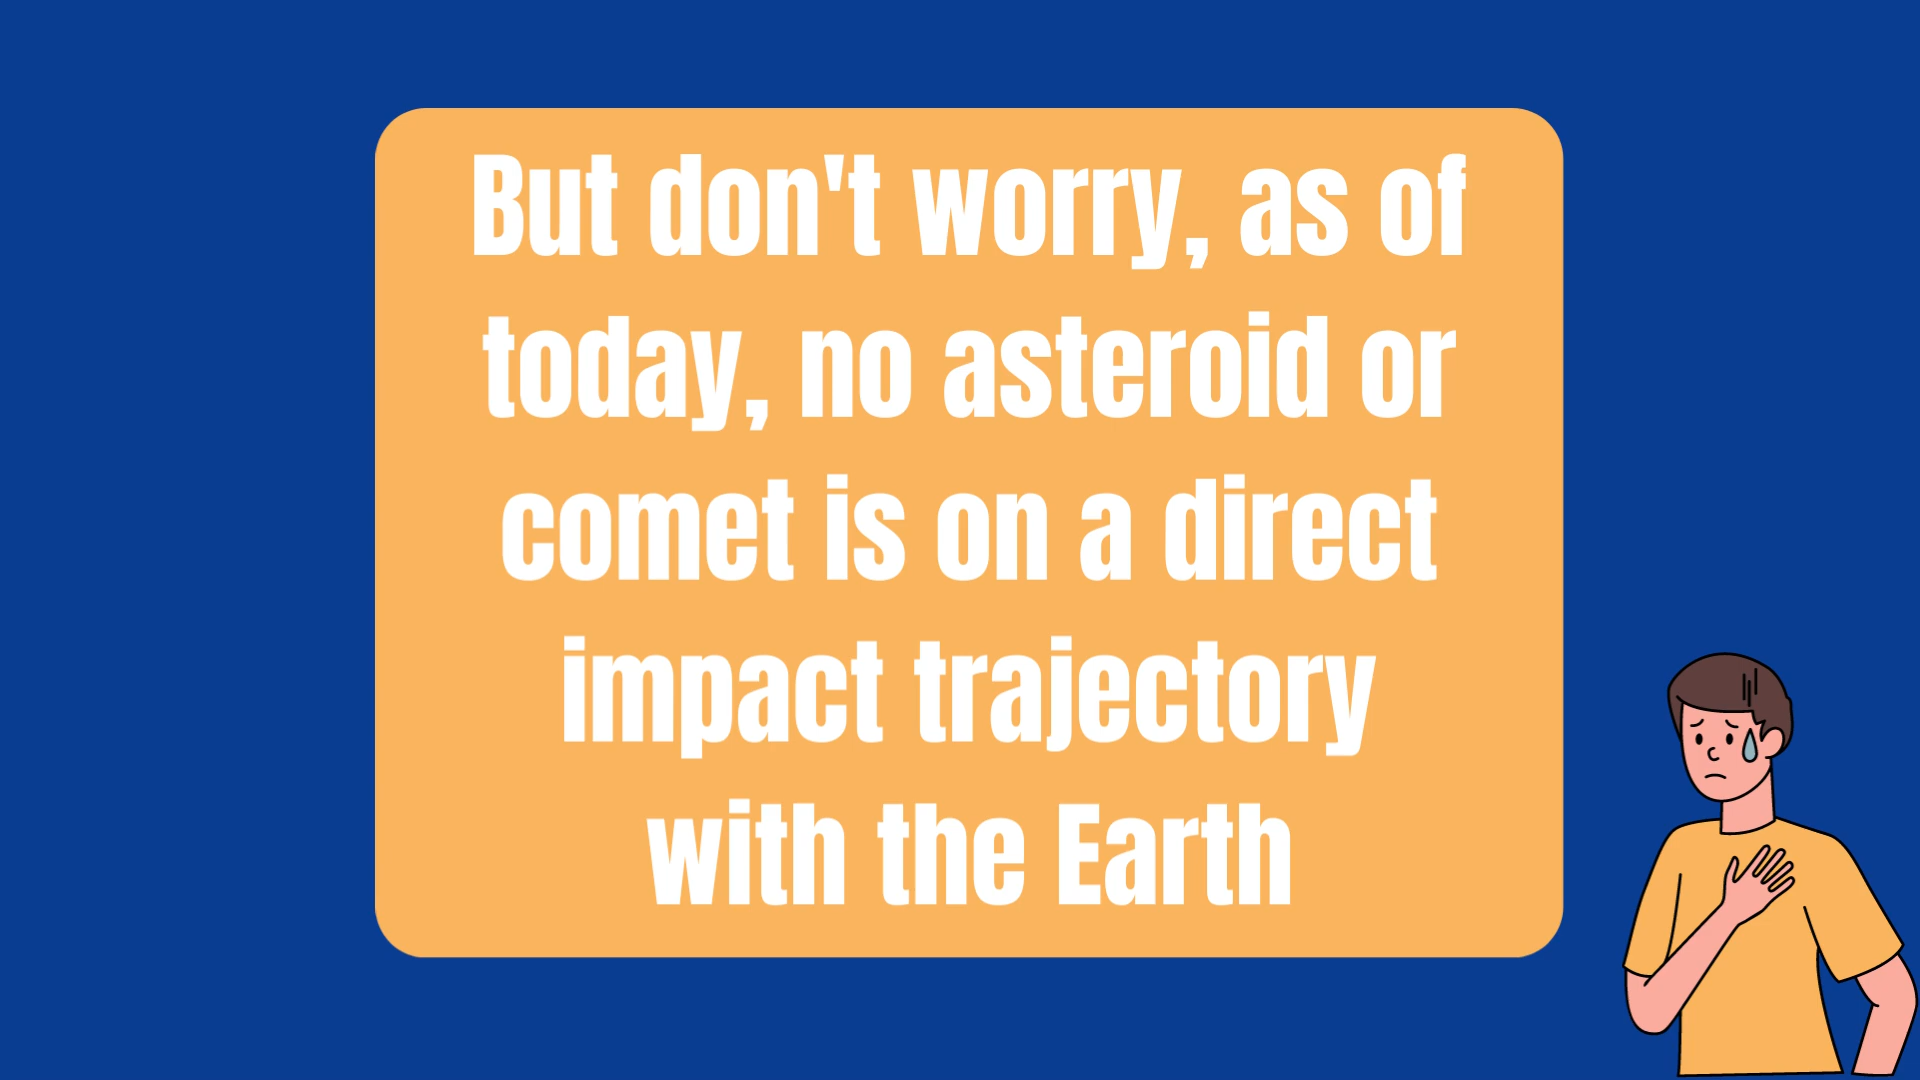 But don't worry, as of
today, no asteroid or
comet is on a direct
impact trajectory
with the Earth